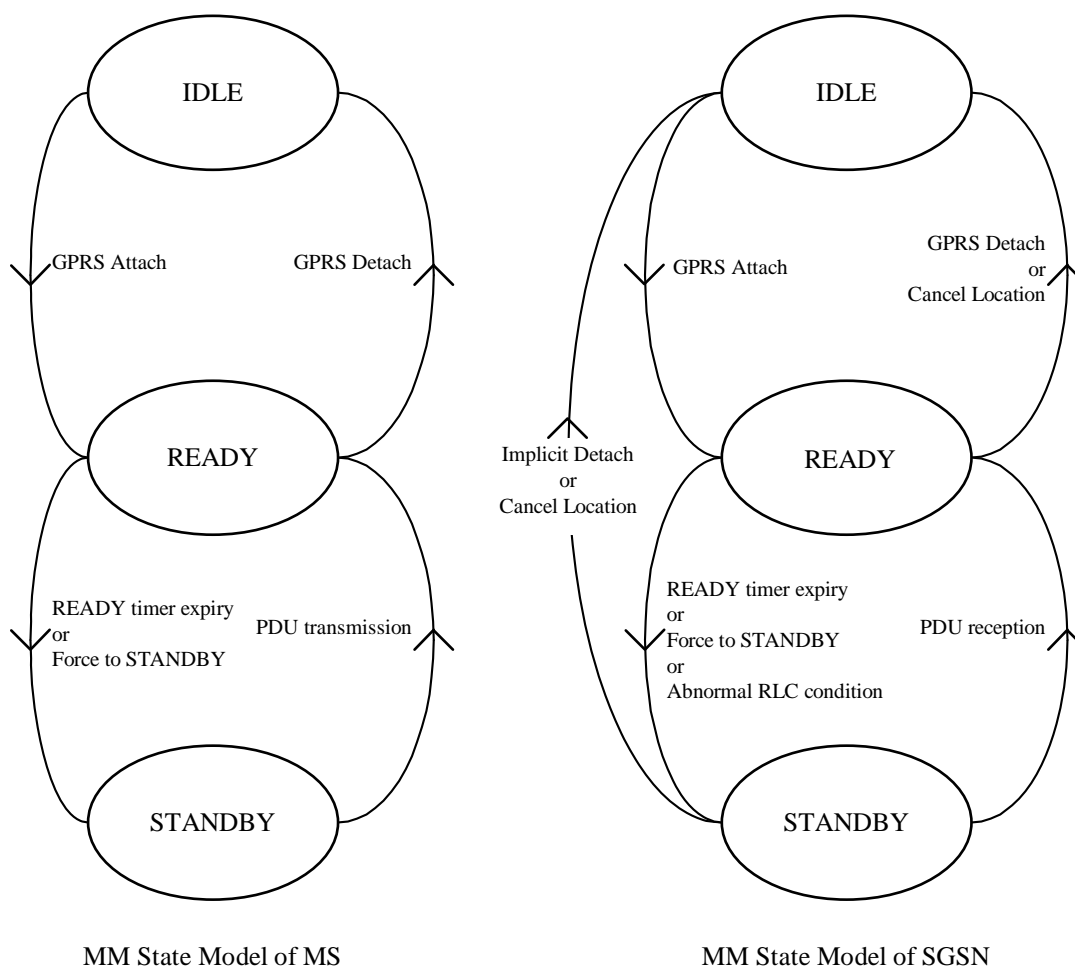 IDLE
GPRS Attach
GPRS Detach
READY
READY timer expiry
or
Force to STANDBY
PDU transmission
STANDBY
MM State Model of MS
IDLE
GPRS Attach
GPRS Detach
or
Cancel Location
Implicit Detach
or
Cancel Location
READY
READY timer expiry
or
Force to STANDBY
or
Abnormal RLC condition
PDU reception
STANDBY
MM State Model of SGSN